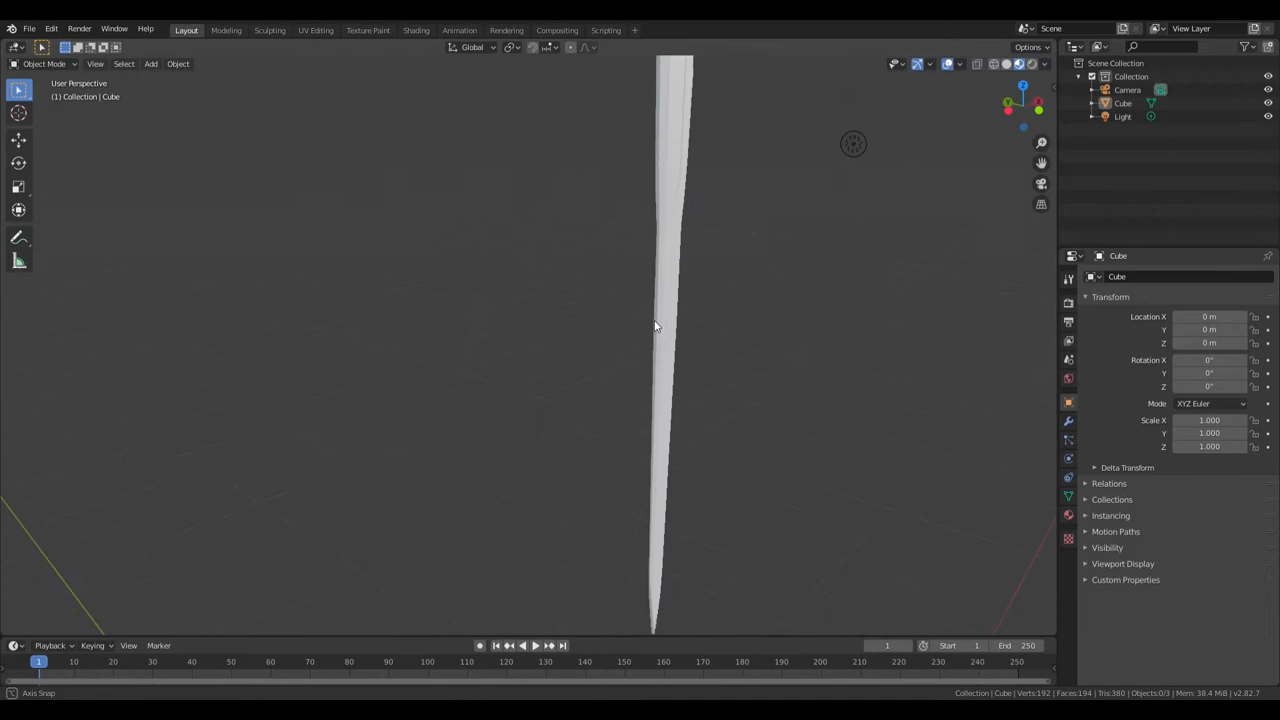 File Edit Render Window Help Layout Modeling Sculpting UV Editing Texture Paint Shading Animation Rendering Compositing Scripting + Scene View Layer
Global Options
Object Mode View Select Add Object
User Perspective
(1) Collection | Cube
Scene Collection
Collection
Camera
Cube
Light
Z
Y
X
Cube
Cube
Transform
Location X 0 m
Y 0 m
Z 0 m
Rotation X 0°
Y 0°
Z 0°
Mode XYZ Euler
Scale X 1.000
Y 1.000
Z 1.000
Delta Transform
Relations
Collections
Instancing
Motion Paths
Visibility
Viewport Display
Custom Properties
Playback Keying View Marker 1 Start 1 End 250
1 10 20 30 40 50 60 70 80 90 100 110 120 130 140 150 160 170 180 190 200 210 220 230 240 250
Axis Snap Collection | Cube | Verts:192 | Faces:194 | Tris:380 | Objects:0/3 | Mem: 38.4 MiB | v2.82.7